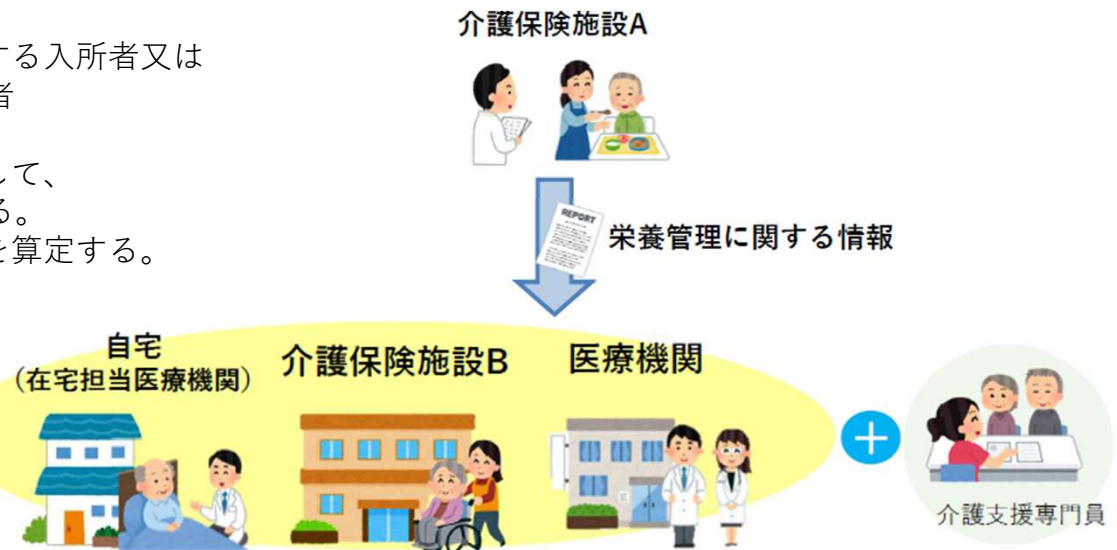 介護保険施設A
する入所者又は
者
して、
る。
を算定する。
REPORT
栄養管理に関する情報
自宅
（在宅担当医療機関）
介護保険施設B
医療機関
介護支援専門員